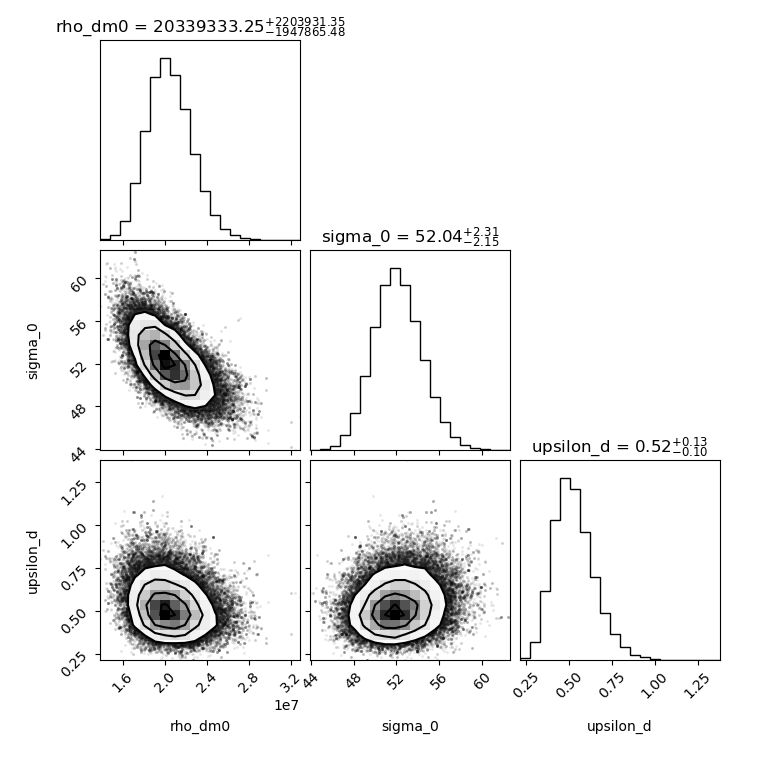 rho_dm0 = 20339333.25+2203931.35 −1947865.48
sigma_0 = 52.04+2.31 −2.15
60
56
52
48
44
sigma_0
upsilon_d = 0.52+0.13 −0.10
1.25
1.00
0.75
0.50
0.25
upsilon_d
1.6 2.0 2.4 2.8 3.2
1e7
rho_dm0
44 48 52 56 60
sigma_0
0.25 0.50 0.75 1.00 1.25
upsilon_d